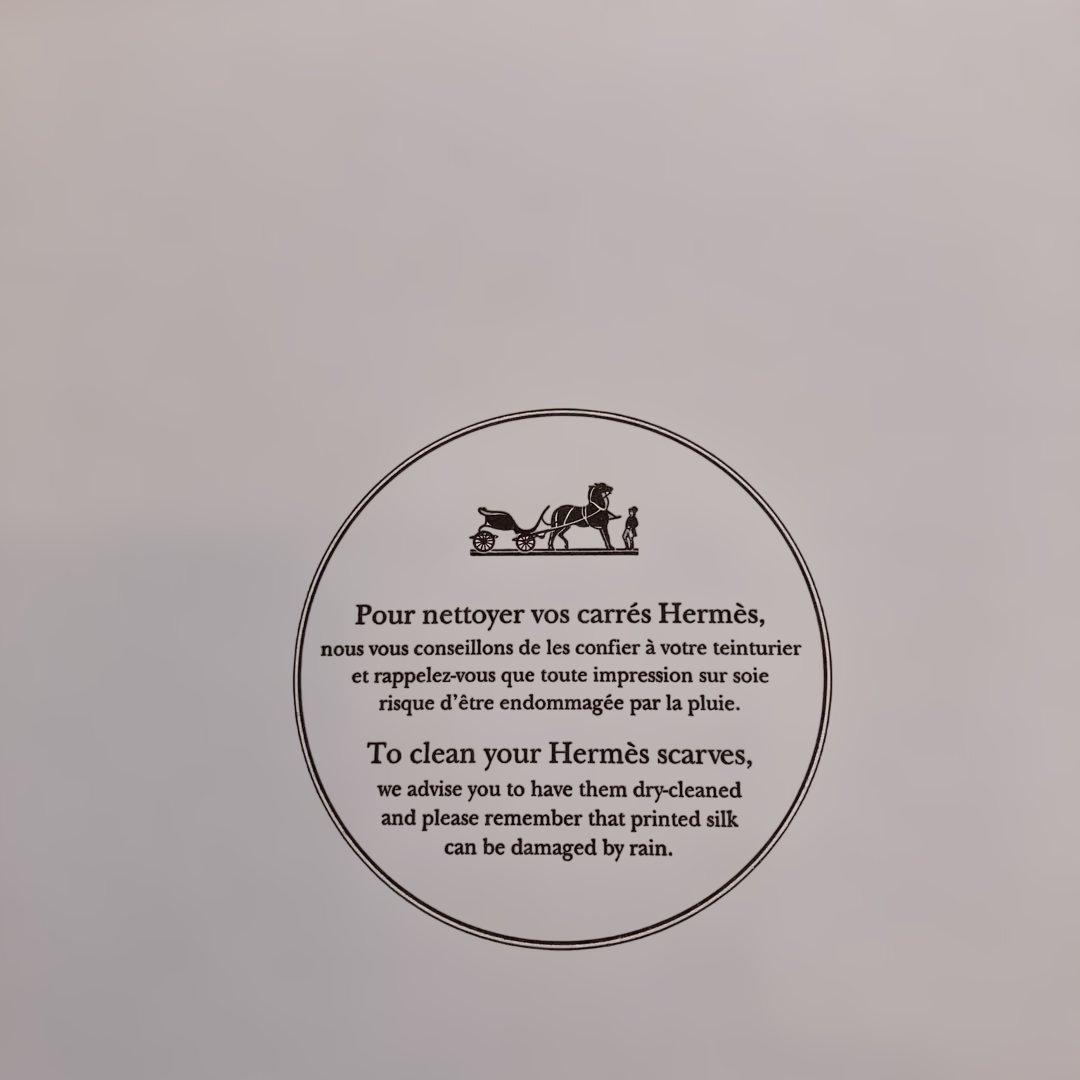 Pour nettoyer vos carrés Hermès,
nous vous conseillons de les confier à votre teinturier
et rappelez-vous que toute impression sur soie
risque d'être endommagée par la pluie.
To clean your Hermès scarves,
we advise you to have them dry-cleaned
and please remember that printed silk
can be damaged by rain.